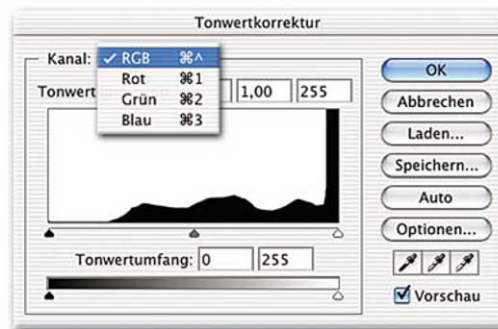 Tonwertkorrektur
Kanal: ✓ RGB ⌘^
Rot ⌘1
Grün ⌘2
Blau ⌘3
Tonwert 1,00 255
Tonwertumfang: 0 255
OK
Abbrechen
Laden...
Speichern...
Auto
Optionen...
Vorschau